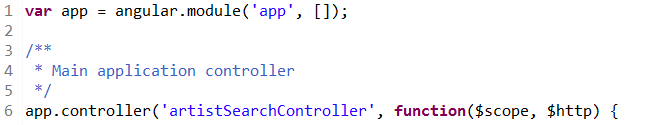 1 var app = angular.module('app', []);
2
3 /**
4  * Main application controller
5  */
6 app.controller('artistSearchController', function($scope, $http) {